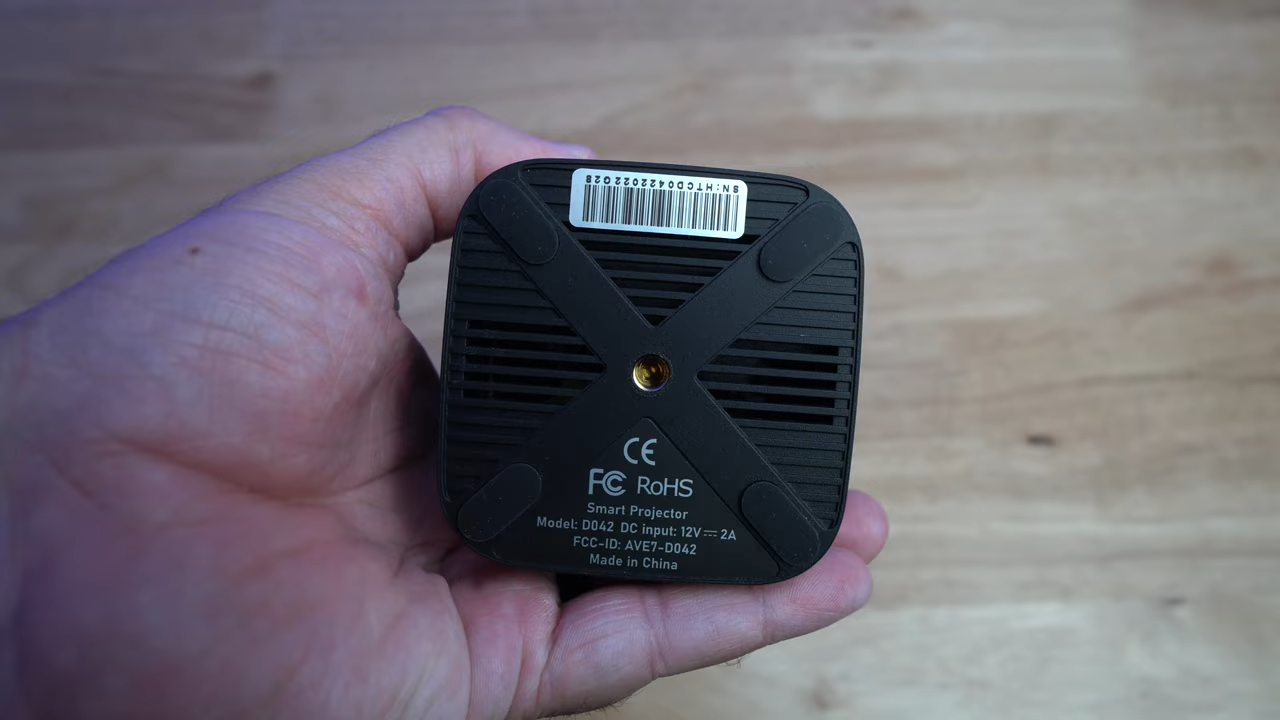 SN:HTCD0422022G28
CE
FC RoHS
Smart Projector
Model: D042 DC input: 12V⎓2A
FCC-ID: AVE7-D042
Made in China